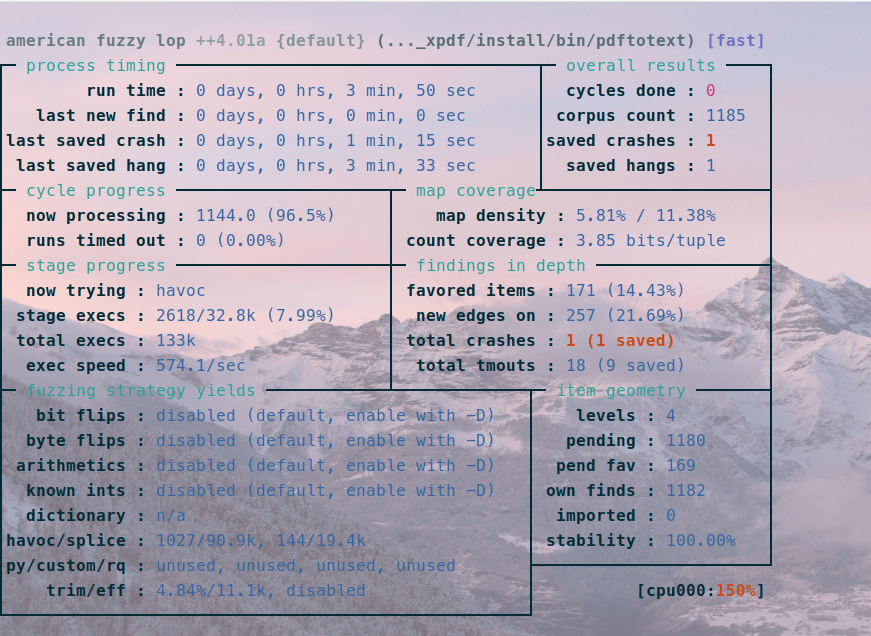 american fuzzy lop ++4.01a {default} (..._xpdf/install/bin/pdftotext) [fast]
process timing overall results
run time : 0 days, 0 hrs, 3 min, 50 sec cycles done : 0
last new find : 0 days, 0 hrs, 0 min, 0 sec corpus count : 1185
last saved crash : 0 days, 0 hrs, 1 min, 15 sec saved crashes : 1
last saved hang : 0 days, 0 hrs, 3 min, 33 sec saved hangs : 1
cycle progress map coverage
now processing : 1144.0 (96.5%) map density : 5.81% / 11.38%
runs timed out : 0 (0.00%) count coverage : 3.85 bits/tuple
stage progress findings in depth
now trying : havoc favored items : 171 (14.43%)
stage execs : 2618/32.8k (7.99%) new edges on : 257 (21.69%)
total execs : 133k total crashes : 1 (1 saved)
exec speed : 574.1/sec total tmouts : 18 (9 saved)
fuzzing strategy yields item geometry
bit flips : disabled (default, enable with -D) levels : 4
byte flips : disabled (default, enable with -D) pending : 1180
arithmetics : disabled (default, enable with -D) pend fav : 169
known ints : disabled (default, enable with -D) own finds : 1182
dictionary : n/a imported : 0
havoc/splice : 1027/90.9k, 144/19.4k stability : 100.00%
py/custom/rq : unused, unused, unused, unused
trim/eff : 4.84%/11.1k, disabled [cpu000:150%]